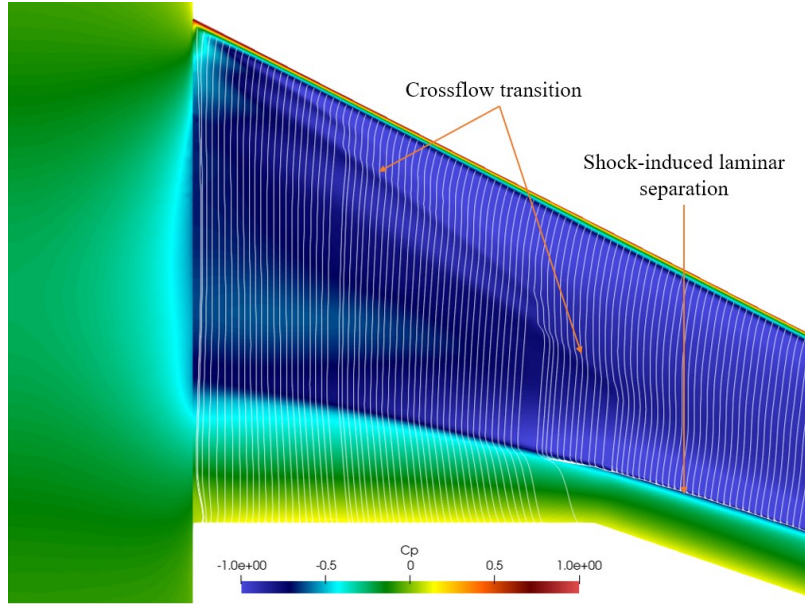 Crossflow transition
Shock-induced laminar
separation
Cp
-1.0e+00 -0.5 0 0.5 1.0e+00